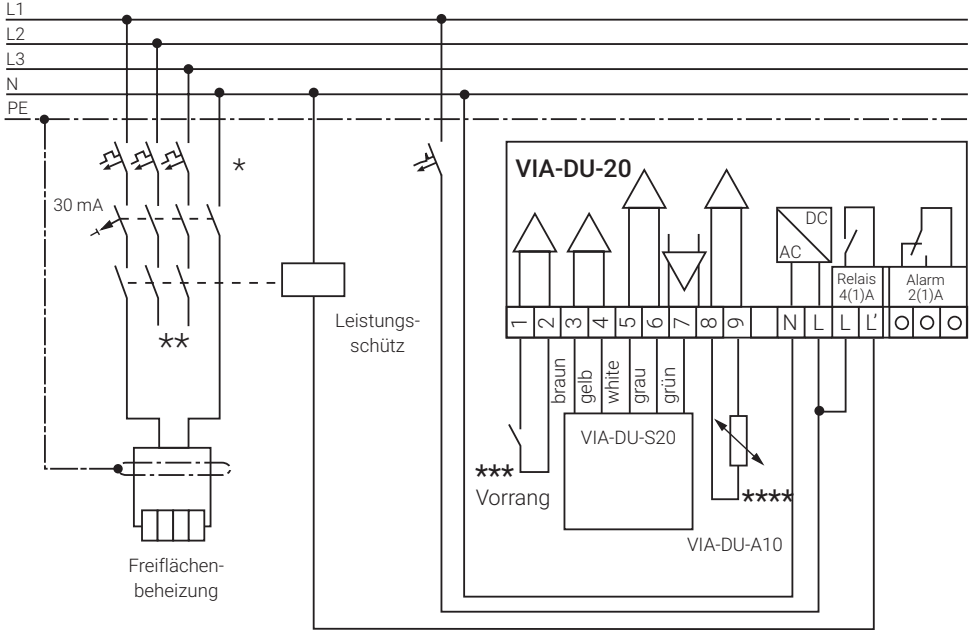 L1
L2
L3
N
PE
*
30 mA
**
Leistungs-
schütz
Freiflächen-
beheizung
VIA-DU-20
DC
AC
Relais
4(1)A
Alarm
2(1)A
1 2 3 4 5 6 7 8 9 N L L L' O O O
braun
gelb
white
grau
grün
VIA-DU-S20
***
Vorrang
****
VIA-DU-A10